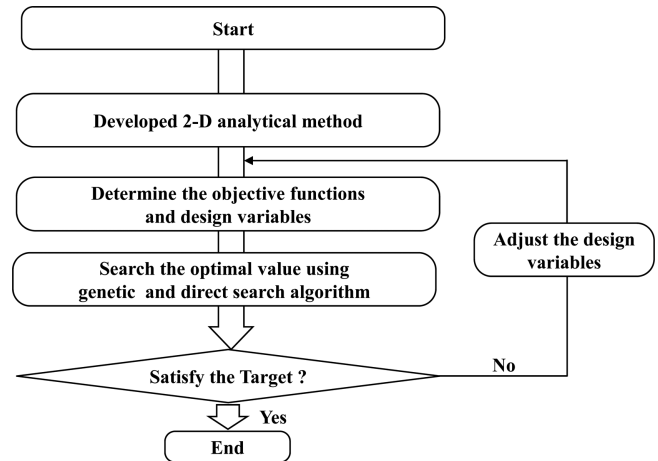 Start
Developed 2-D analytical method
Determine the objective functions
and design variables
Adjust the design
variables
Search the optimal value using
genetic and direct search algorithm
Satisfy the Target ?
No
Yes
End